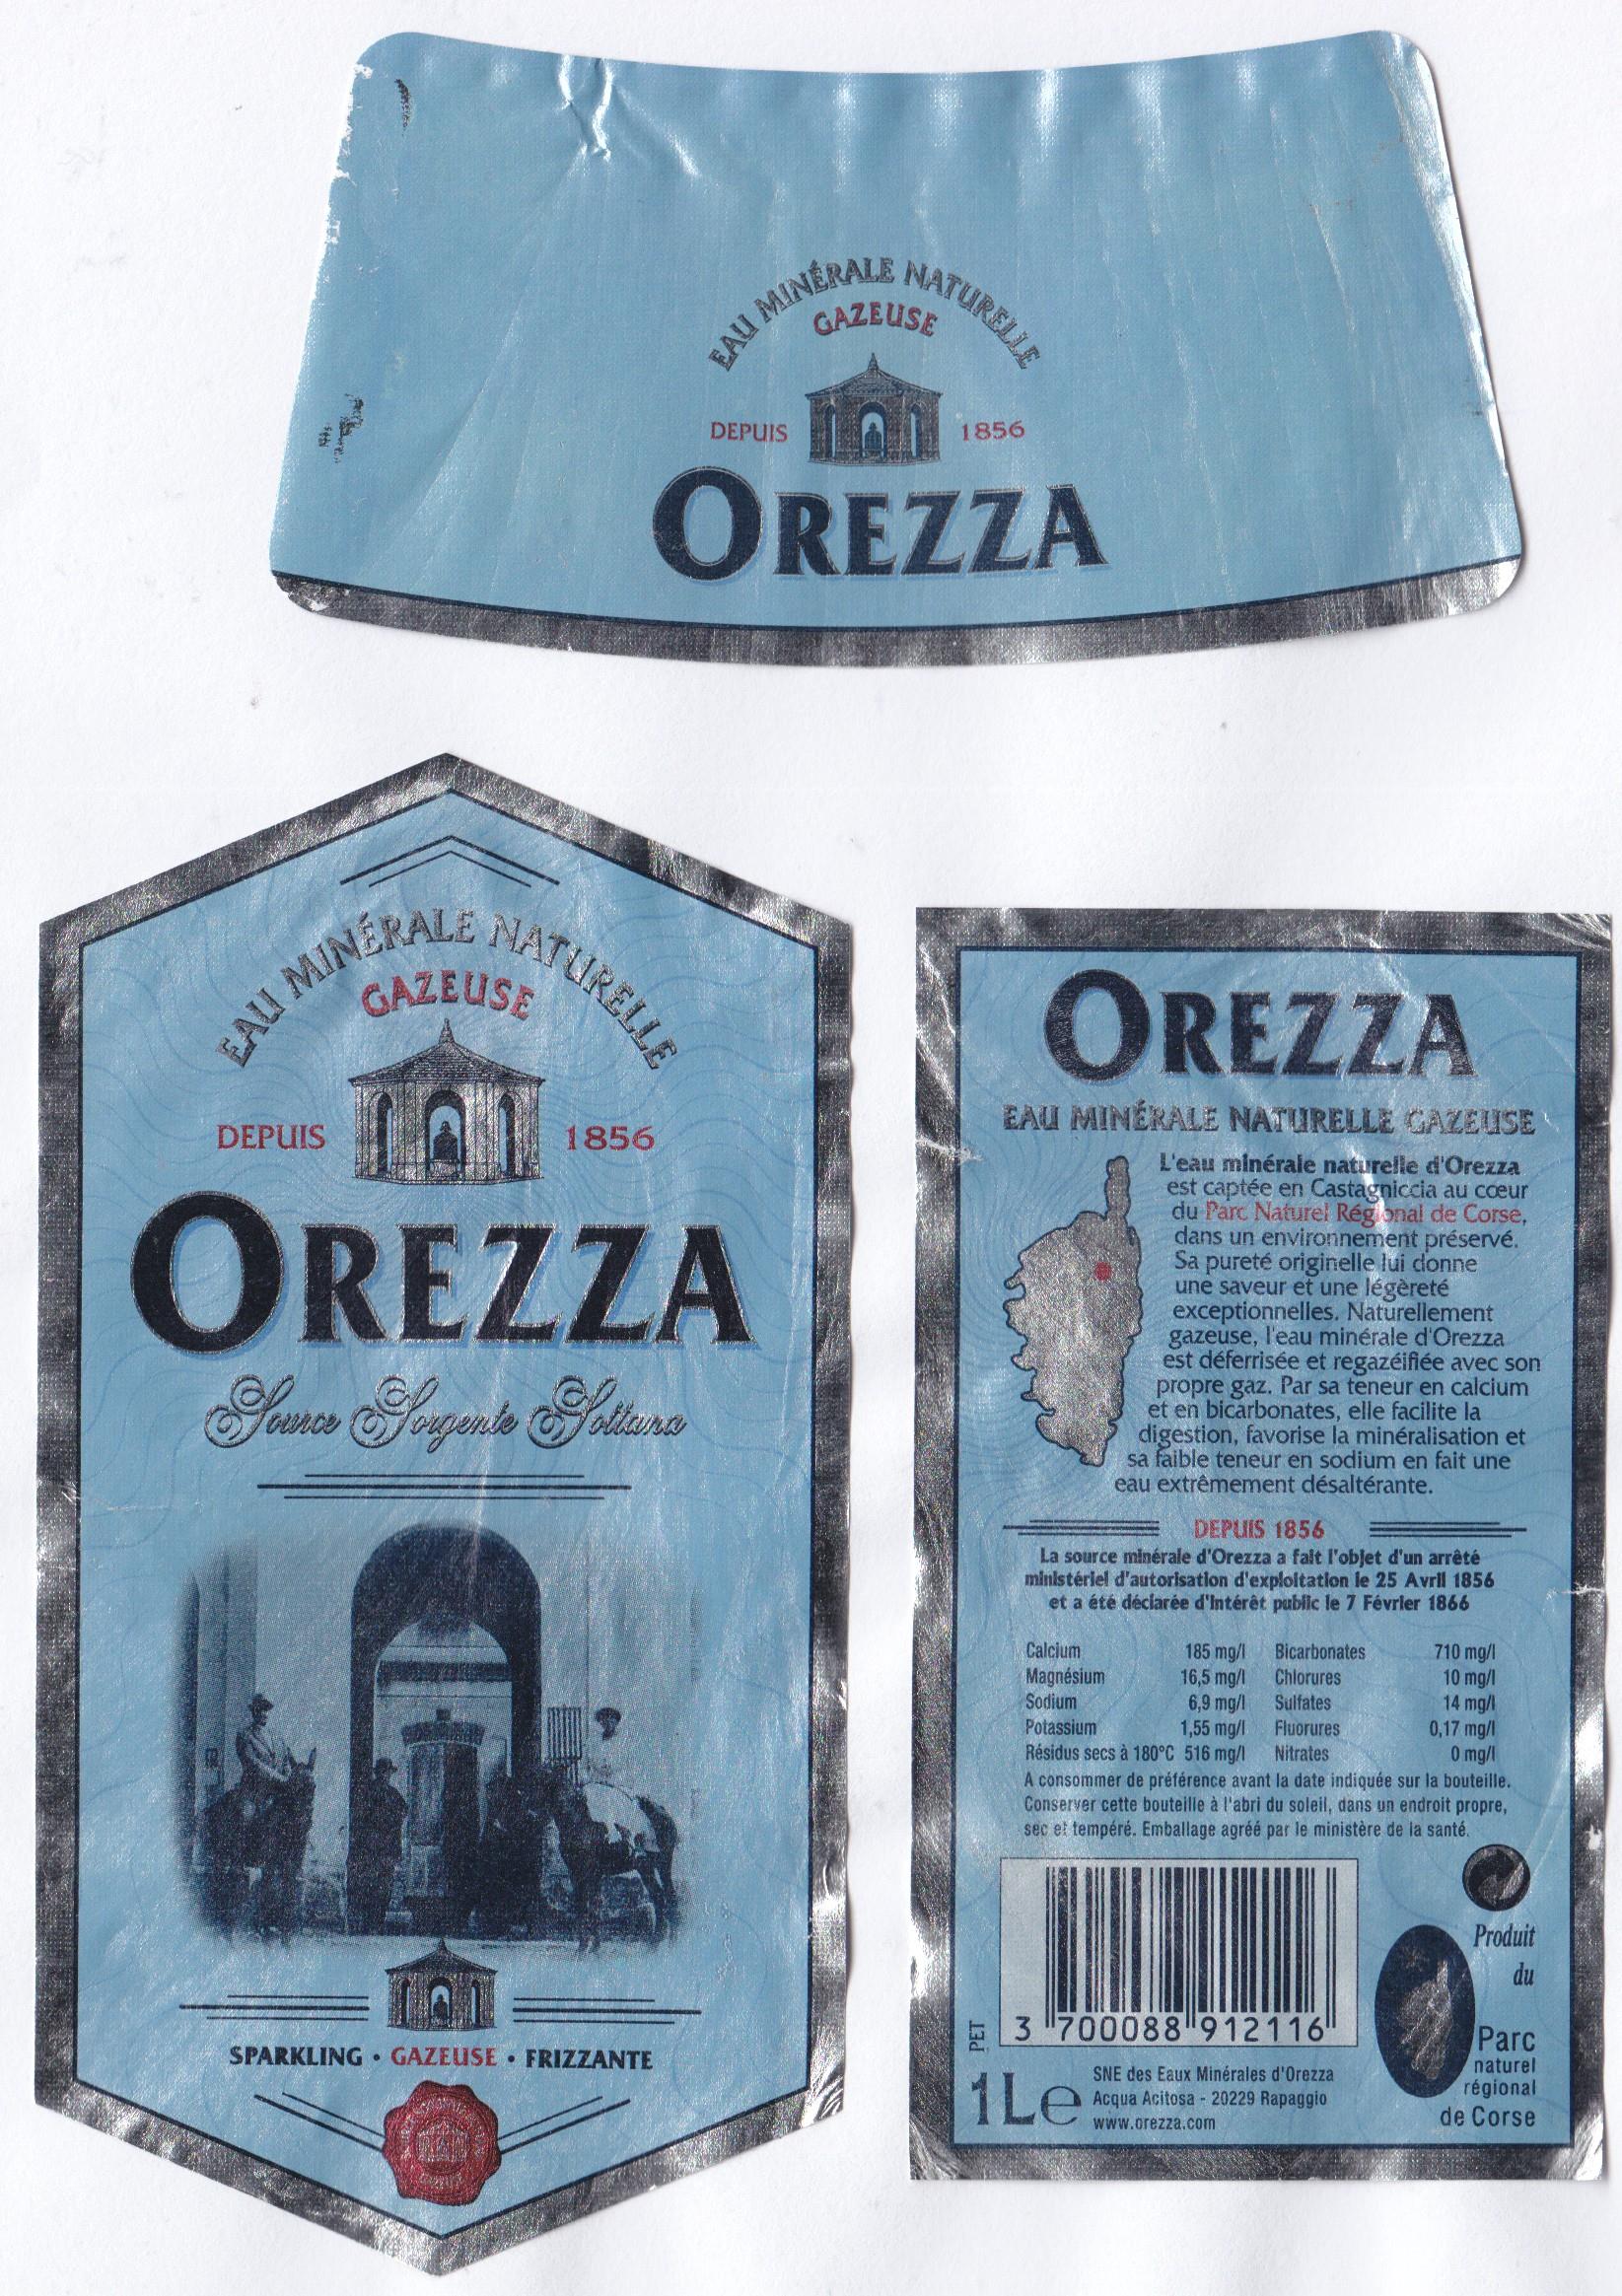 EAU MINÉRALE NATURELLE
GAZEUSE
DEPUIS 1856
OREZZA
EAU MINÉRALE NATURELLE
GAZEUSE
DEPUIS 1856
OREZZA
Source Sorgente Sottana
SPARKLING • GAZEUSE • FRIZZANTE
OREZZA
EAU MINÉRALE NATURELLE GAZEUSE
L'eau minérale naturelle d'Orezza
est captée en Castagniccia au cœur
du Parc Naturel Régional de Corse,
dans un environnement préservé.
Sa pureté originelle lui donne
une saveur et une légèreté
exceptionnelles. Naturellement
gazeuse, l'eau minérale d'Orezza
est déferrisée et regazéifiée avec son
propre gaz. Par sa teneur en calcium
et en bicarbonates, elle facilite la
digestion, favorise la minéralisation et
sa faible teneur en sodium en fait une
eau extrêmement désaltérante.
DEPUIS 1856
La source minérale d'Orezza a fait l'objet d'un arrêté
ministériel d'autorisation d'exploitation le 25 Avril 1856
et a été déclarée d'Intérêt public le 7 Février 1866
Calcium 185 mg/l Bicarbonates 710 mg/l
Magnésium 16,5 mg/l Chlorures 10 mg/l
Sodium 6,9 mg/l Sulfates 14 mg/l
Potassium 1,55 mg/l Fluorures 0,17 mg/l
Résidus secs à 180°C 516 mg/l Nitrates 0 mg/l
A consommer de préférence avant la date indiquée sur la bouteille.
Conserver cette bouteille à l'abri du soleil, dans un endroit propre,
sec et tempéré. Emballage agréé par le ministère de la santé.
3 700088 912116
PET
1L e
SNE des Eaux Minérales d'Orezza
Acqua Acitosa - 20229 Rapaggio
www.orezza.com
Produit
du
Parc
naturel
régional
de Corse